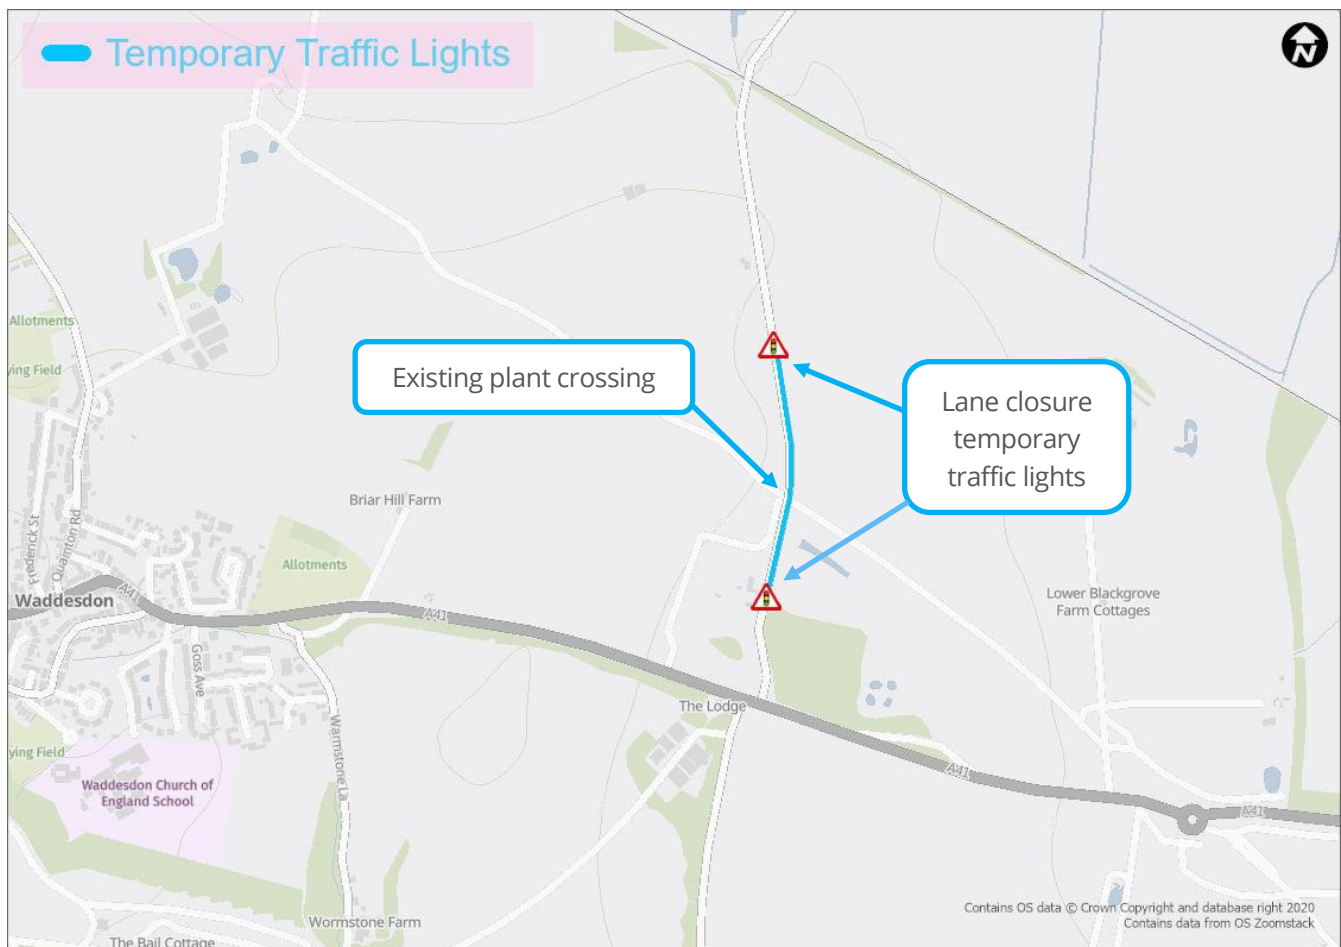 Temporary Traffic Lights
N
Allotments
ying Field
Existing plant crossing
Lane closure
temporary
traffic lights
Briar Hill Farm
Frederick St
Quainton Rd
Allotments
Waddesdon
A41
A41
Lower Blackgrove
Farm Cottages
Goss Ave
The Lodge
Warmstone La
ying Field
Waddesdon Church of
England School
A41
A41
Wormstone Farm
The Bail Cottage
Contains OS data © Crown Copyright and database right 2020
Contains data from OS Zoomstack